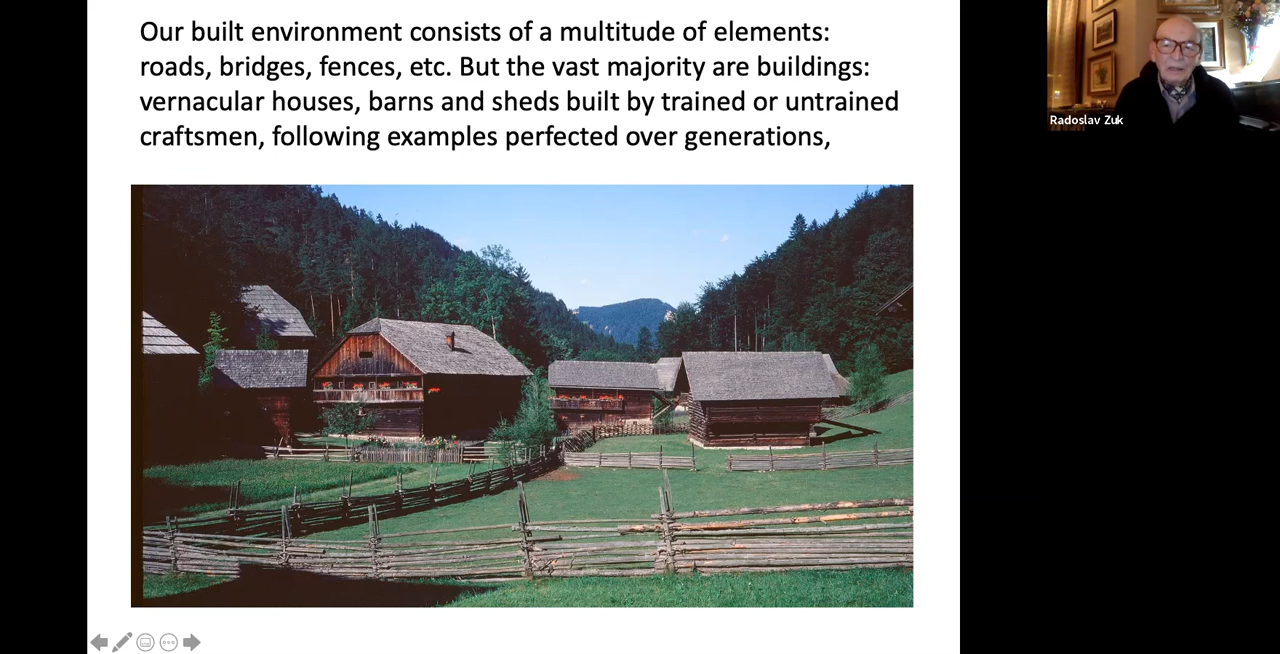 Our built environment consists of a multitude of elements:
roads, bridges, fences, etc. But the vast majority are buildings:
vernacular houses, barns and sheds built by trained or untrained
craftsmen, following examples perfected over generations,
Radoslav Zuk